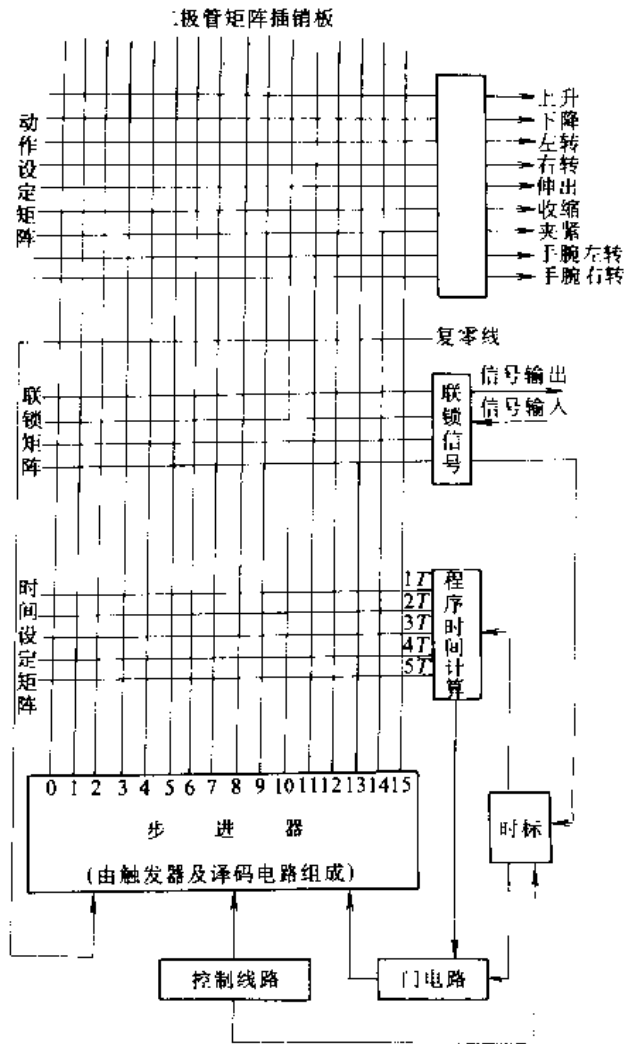 二极管矩阵插销板
动作设定矩阵
上升
下降
左转
右转
伸出
收缩
夹紧
手腕左转
手腕右转
复零线
联锁矩阵
联锁信号
信号输出
信号输入
时间设定矩阵
1T
2T
3T
4T
5T
程序时间计算
0 1 2 3 4 5 6 7 8 9 10 11 12 13 14 15
步进器
(由触发器及译码电路组成)
时标
控制线路
门电路